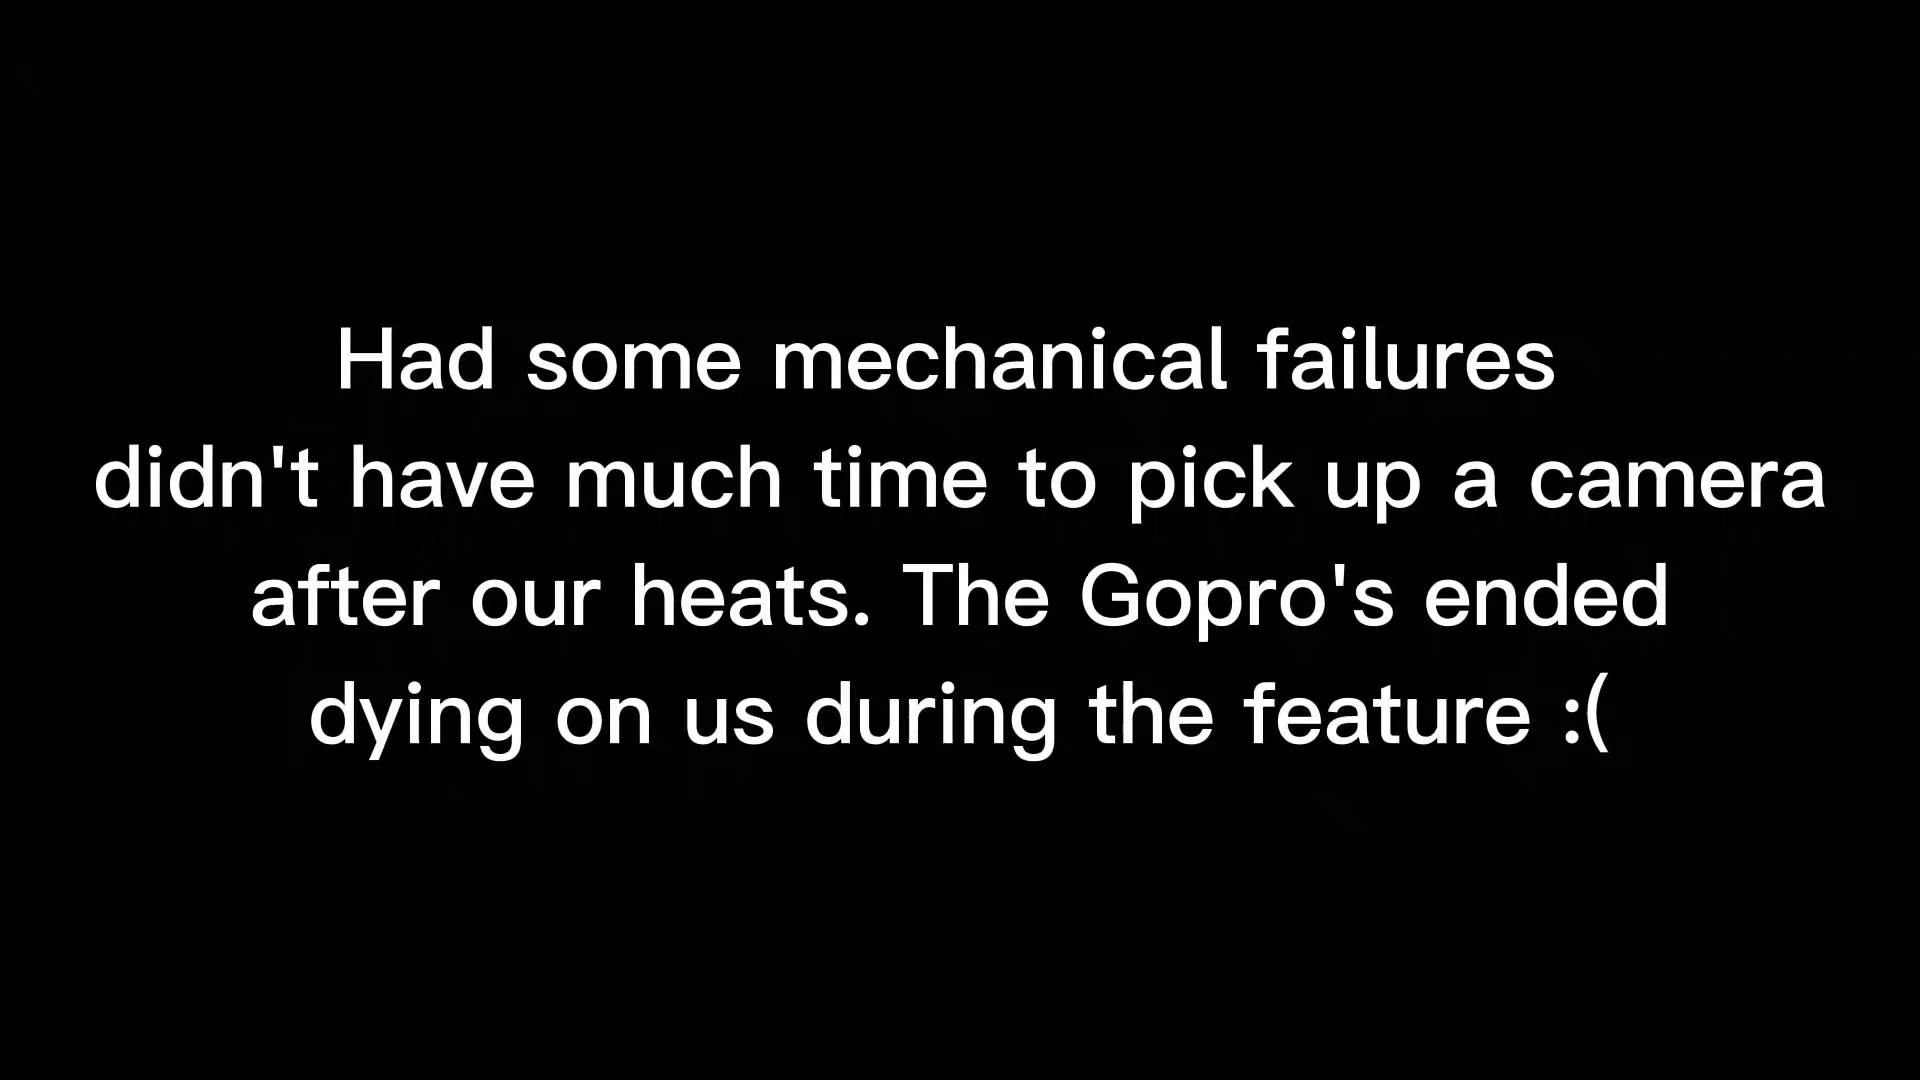 Had some mechanical failures
didn't have much time to pick up a camera
after our heats. The Gopro's ended
dying on us during the feature :(